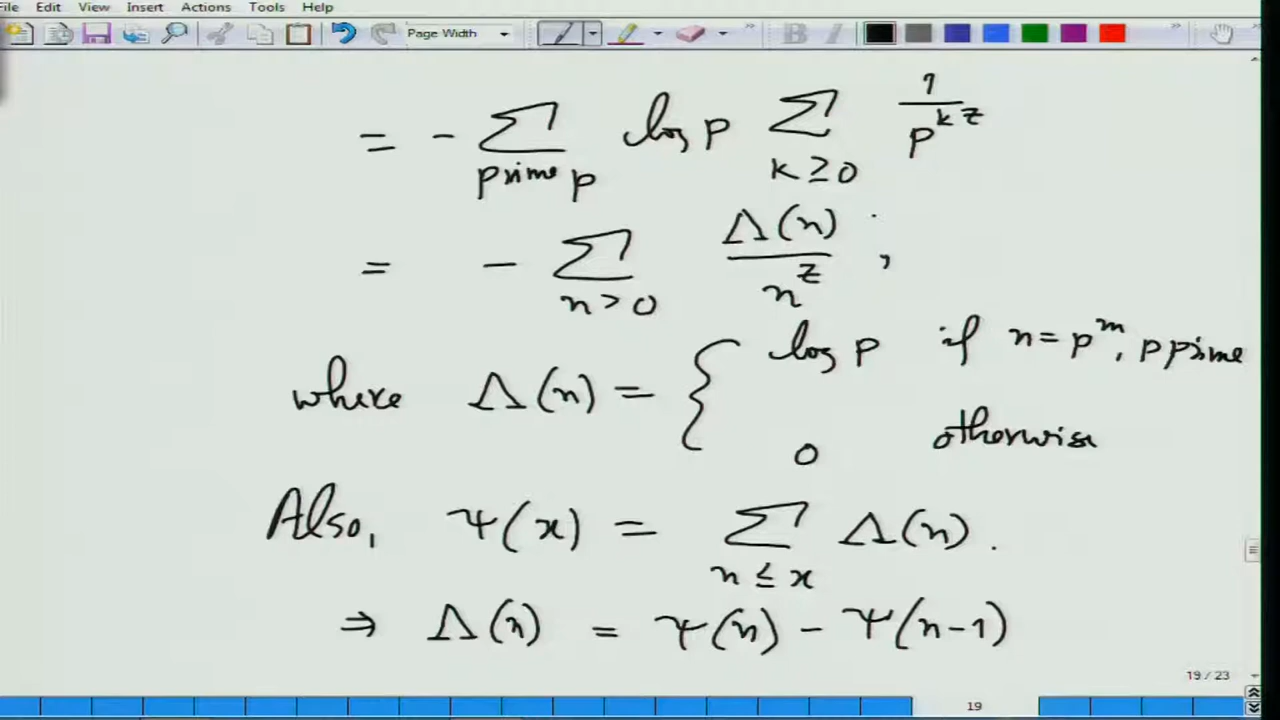 File Edit View Insert Actions Tools Help
Page Width
= - ∑ log p ∑ 1/p^{kz}
prime p k ≥ 0
= - ∑ Λ(n)/n^z ,
n > 0
where Λ(n) = { log p if n = p^m, p prime
0 otherwise
Also, Ψ(x) = ∑ Λ(n).
n ≤ x
⇒ Λ(n) = Ψ(n) - Ψ(n-1)
19 / 23
19